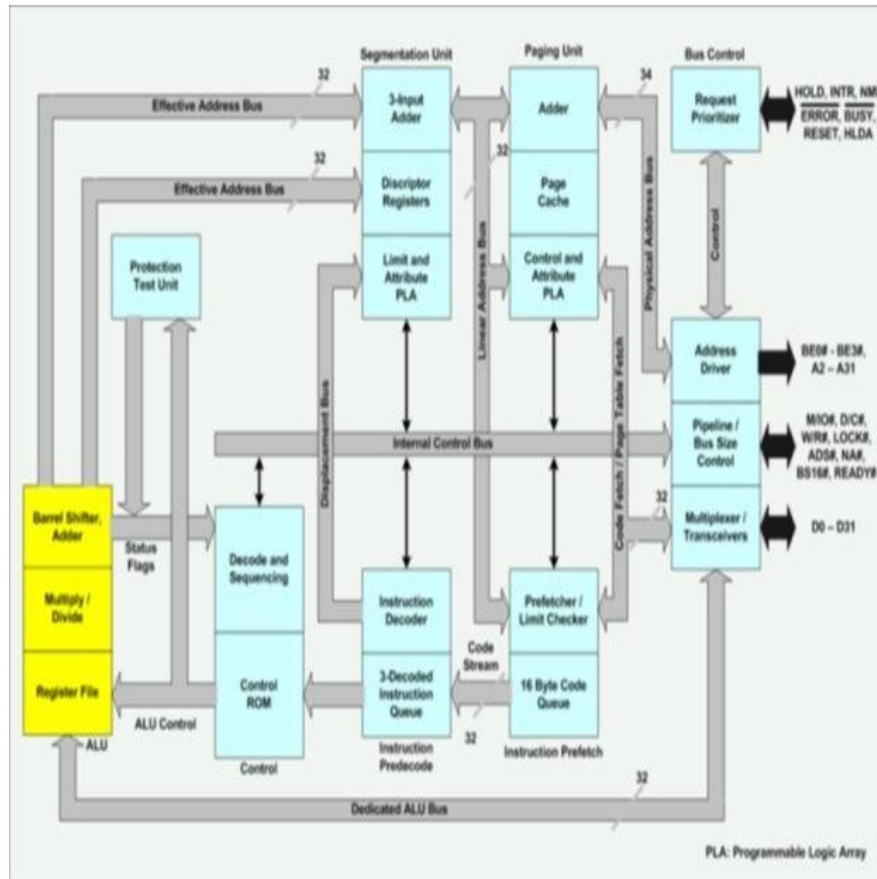 Segmentation Unit
Paging Unit
Bus Control
32
34
Effective Address Bus
3-Input
Adder
Adder
Request
Prioritizer
HOLD, INTR, NMI
ERROR, BUSY,
RESET, HLDA
32
32
Effective Address Bus
Discriptor
Registers
Page
Cache
Protection
Test Unit
Limit and
Attribute
PLA
Control and
Attribute
PLA
Linear Address Bus
Physical Address Bus
Control
Address
Driver
BE0# - BE3#,
A2 – A31
Displacement Bus
Internal Control Bus
Code Fetch / Page Table Fetch
Pipeline /
Bus Size
Control
M/IO#, D/C#,
W/R#, LOCK#,
ADS#, NA#,
BS16#, READY#
32
Barrel Shifter,
Adder
Status
Flags
Decode and
Sequencing
Multiplexer /
Transceivers
D0 – D31
Multiply /
Divide
Instruction
Decoder
Prefetcher /
Limit Checker
Register File
ALU Control
Control
ROM
3-Decoded
Instruction
Queue
Code
Stream
32
16 Byte Code
Queue
ALU
Control
Instruction
Predecode
Instruction Prefetch
32
Dedicated ALU Bus
PLA: Programmable Logic Array